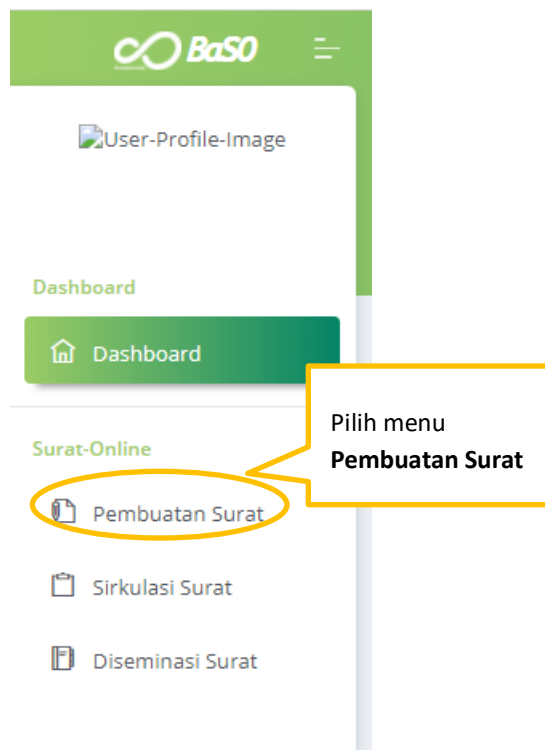 BaSO
User-Profile-Image
Dashboard
Dashboard
Surat-Online
Pilih menu
Pembuatan Surat
Pembuatan Surat
Sirkulasi Surat
Diseminasi Surat